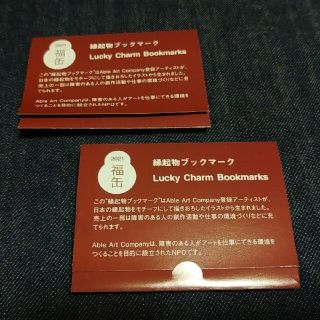 2021
福
缶
縁起物ブックマーク
Lucky Charm Bookmarks
この"縁起物ブックマーク"はAble Art Company登録アーティストが、
日本の縁起物をモチーフにして描きおろしたイラストから生まれました。
売上の一部は障害のある人の創作活動や仕事の環境づくりなどに充
てられます。
Able Art Companyは、障害のある人がアートを仕事にできる環境を
つくることを目的に設立されたNPOです。
2021
福
缶
縁起物ブックマーク
Lucky Charm Bookmarks
この"縁起物ブックマーク"はAble Art Company登録アーティストが、
日本の縁起物をモチーフにして描きおろしたイラストから生まれました。
売上の一部は障害のある人の創作活動や仕事の環境づくりなどに充
てられます。
Able Art Companyは、障害のある人がアートを仕事にできる環境を
つくることを目的に設立されたNPOです。